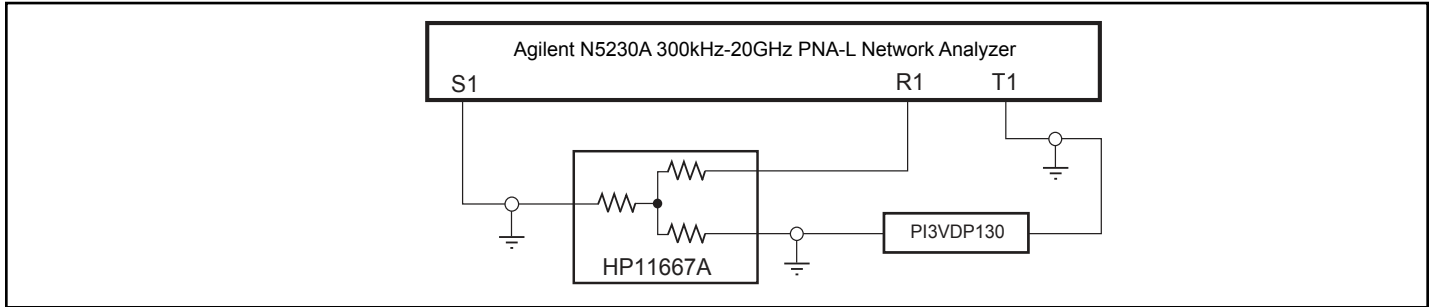 Agilent N5230A 300kHz-20GHz PNA-L Network Analyzer
S1 R1 T1
PI3VDP130
HP11667A